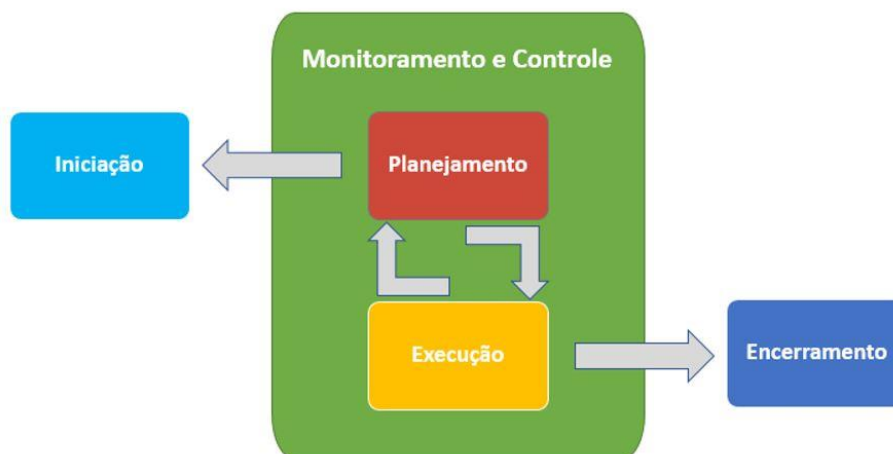 Monitoramento e Controle
Iniciação
Planejamento
Execução
Encerramento